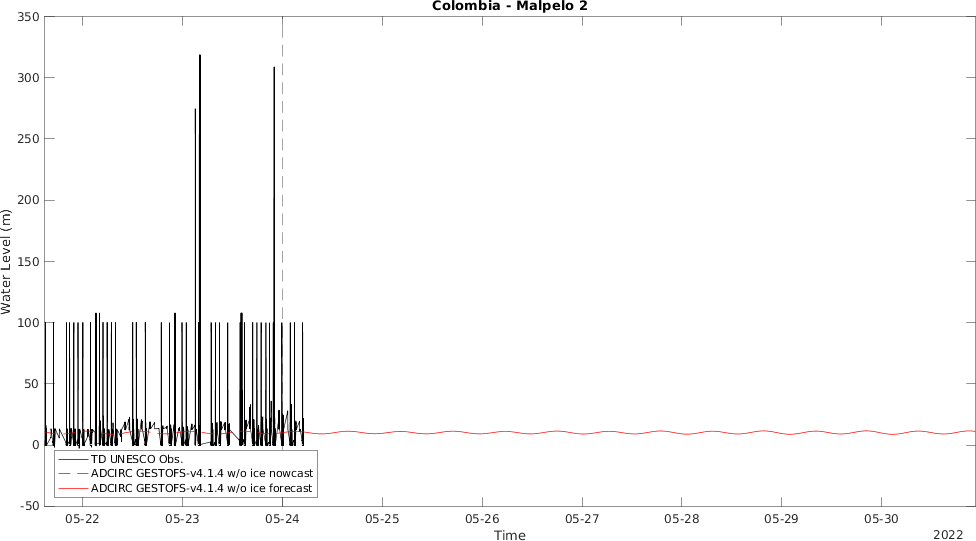 Colombia - Malpelo 2
350
300
250
200
150
100
50
0
-50
Water Level (m)
TD UNESCO Obs.
ADCIRC GESTOFS-v4.1.4 w/o ice nowcast
ADCIRC GESTOFS-v4.1.4 w/o ice forecast
05-22 05-23 05-24 05-25 05-26 05-27 05-28 05-29 05-30
Time
2022